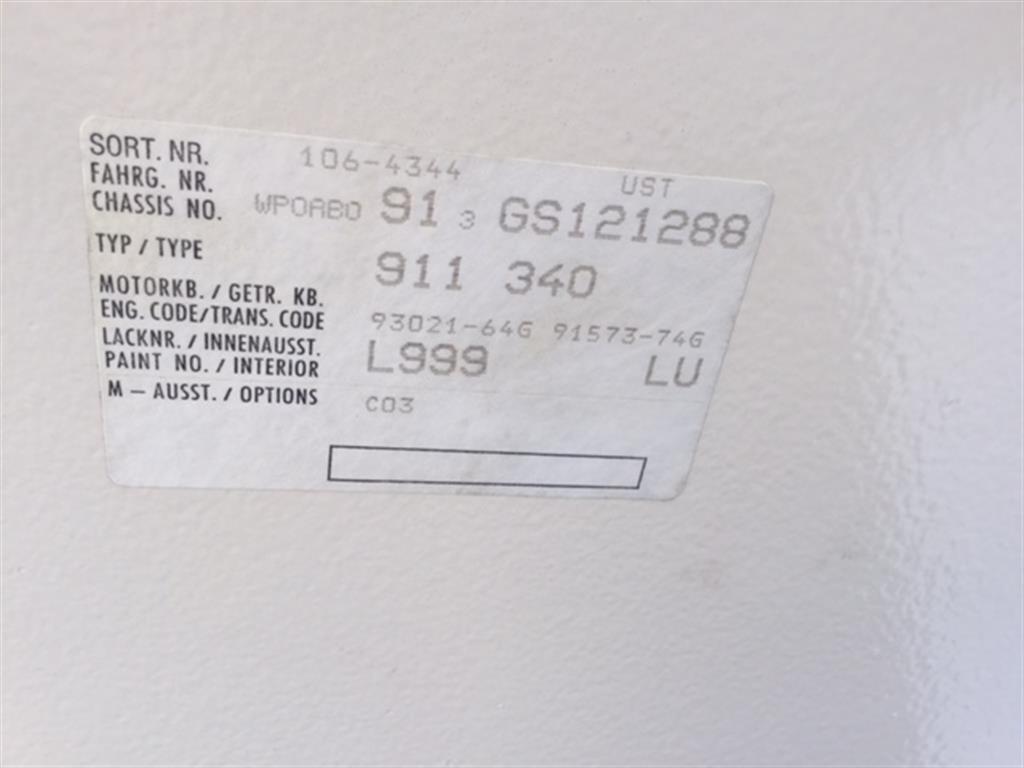 SORT. NR. 106-4344 UST
FAHRG. NR.
CHASSIS NO. WP0AB0 91 3 GS121288
TYP / TYPE 911 340
MOTORKB. / GETR. KB.
ENG. CODE/TRANS. CODE 93021-64G 91573-74G
LACKNR. / INNENAUSST.
PAINT NO. / INTERIOR L999 LU
M – AUSST. / OPTIONS C03